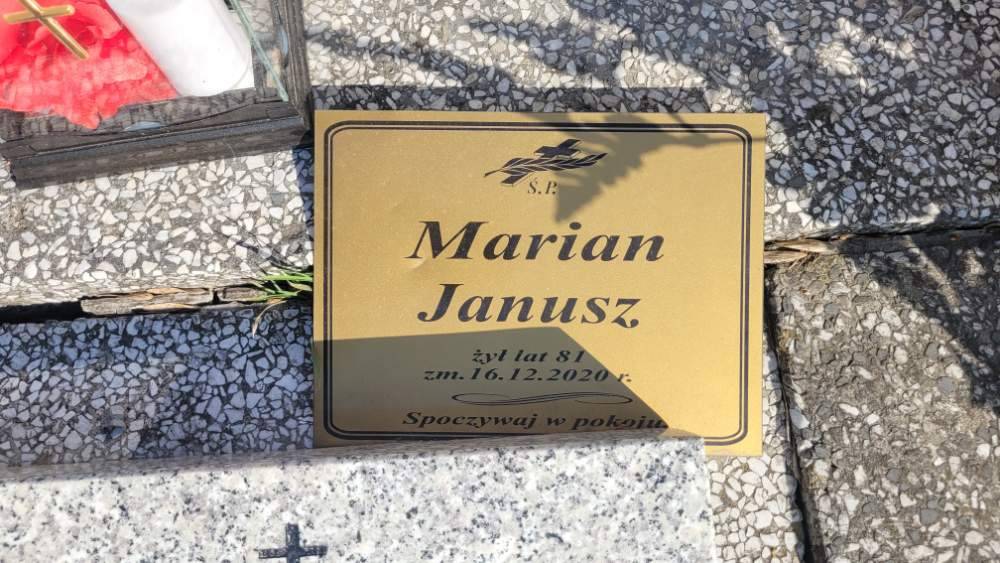 Ś.P.
Marian
Janusz
żył lat 81
zm.16.12.2020 r.
Spoczywaj w pokoju